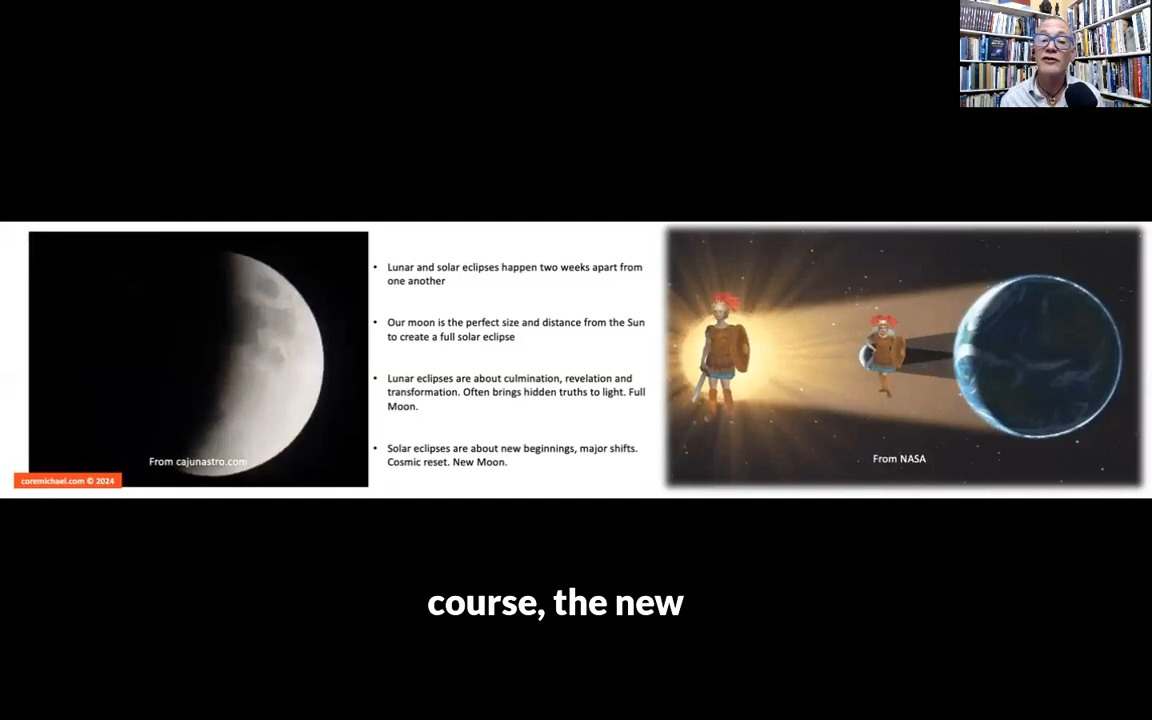 • Lunar and solar eclipses happen two weeks apart from
one another
• Our moon is the perfect size and distance from the Sun
to create a full solar eclipse
• Lunar eclipses are about culmination, revelation and
transformation. Often brings hidden truths to light. Full
Moon.
• Solar eclipses are about new beginnings, major shifts.
Cosmic reset. New Moon.
From cajunastro.com
From NASA
coremichael.com © 2024
course, the new